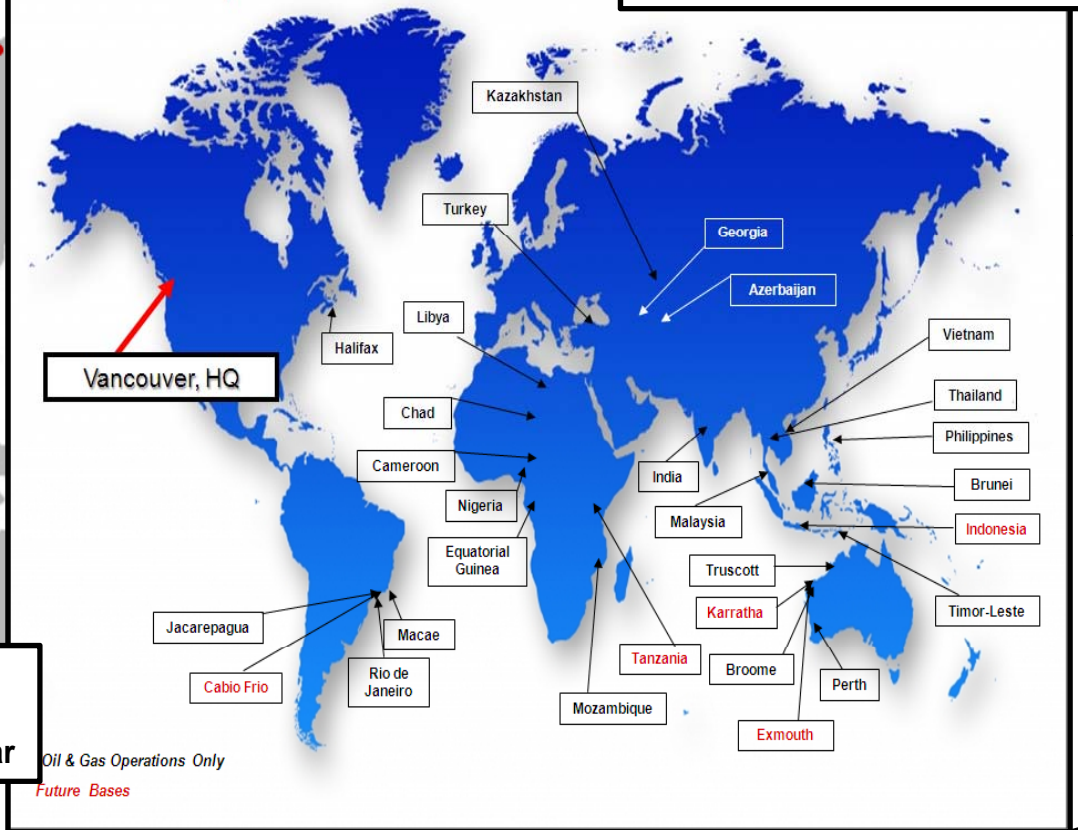 Kazakhstan
Turkey
Georgia
Azerbaijan
Libya
Halifax
Vietnam
Vancouver, HQ
Thailand
Chad
Philippines
Cameroon
India
Brunei
Nigeria
Malaysia
Indonesia
Equatorial
Guinea
Truscott
Karratha
Timor-Leste
Jacarepagua
Macae
Tanzania
Broome
Rio de
Janeiro
Cabio Frio
Perth
Mozambique
Exmouth
Oil & Gas Operations Only
Future Bases